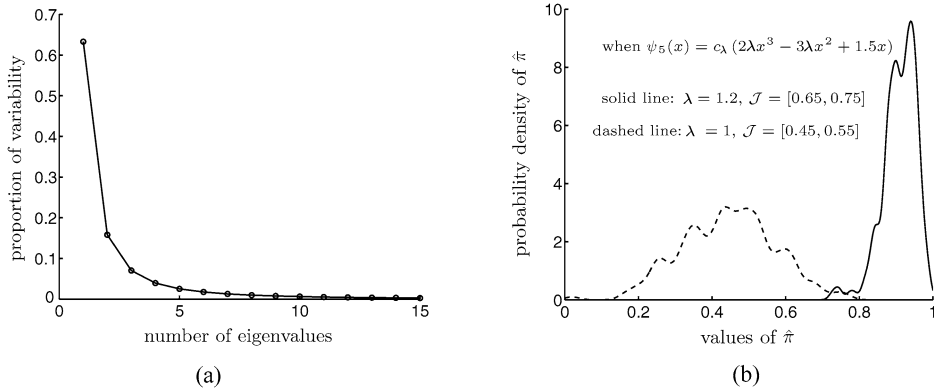 0.7
0.6
0.5
0.4
0.3
0.2
0.1
0
0 5 10 15
proportion of variability
number of eigenvalues
(a)
10
8
6
4
2
0
0 0.2 0.4 0.6 0.8 1
probability density of π̂
when ψ₅(x) = c_λ (2λx³ − 3λx² + 1.5x)
solid line: λ = 1.2, 𝒥 = [0.65, 0.75]
dashed line: λ = 1, 𝒥 = [0.45, 0.55]
values of π̂
(b)